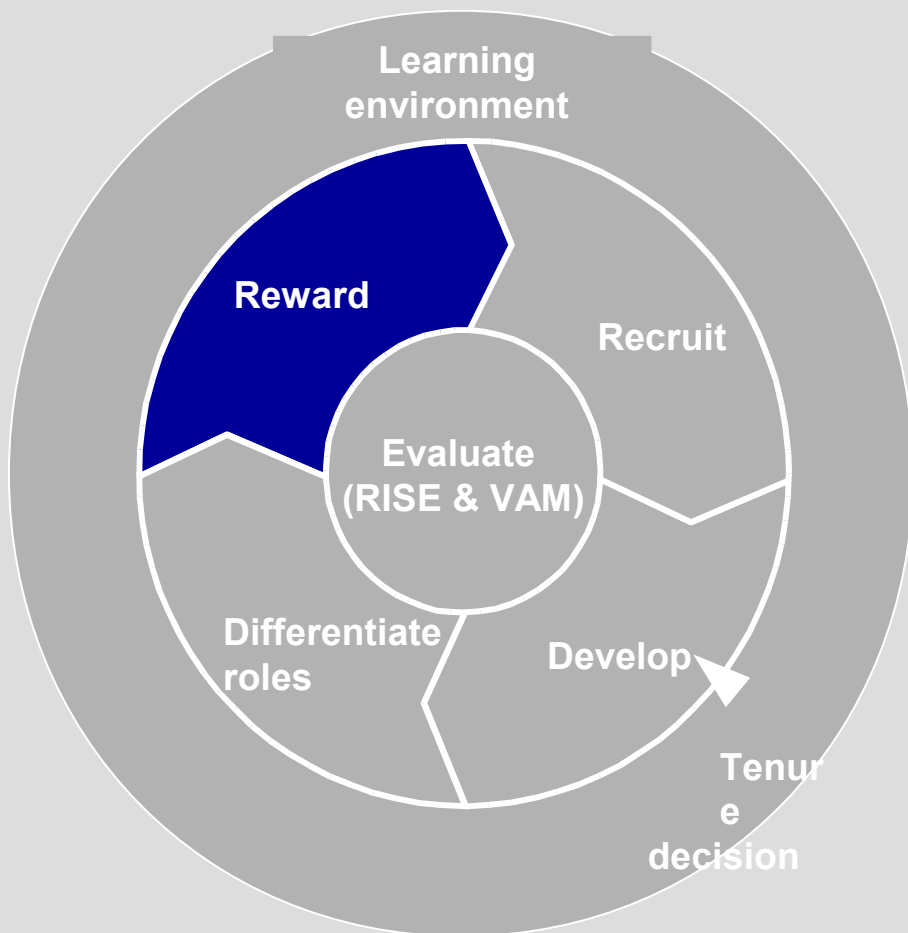 Learning
environment
Reward
Recruit
Evaluate
(RISE & VAM)
Differentiate
roles
Develop
Tenur
e
decision